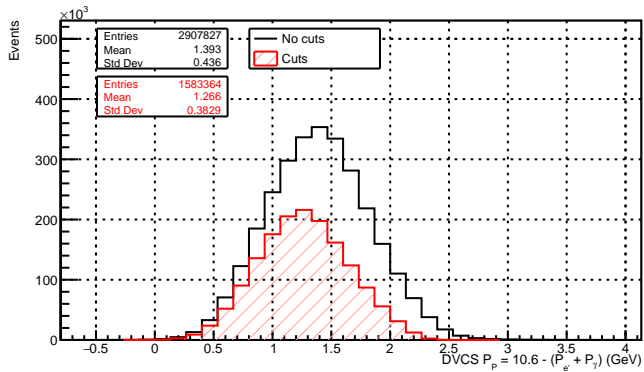 ×10³
Events
500
400
300
200
100
0
Entries 2907827
Mean 1.393
Std Dev 0.436
Entries 1583364
Mean 1.266
Std Dev 0.3829
No cuts
Cuts
−0.5 0 0.5 1 1.5 2 2.5 3 3.5 4
DVCS P_P = 10.6 - (P_e' + P_γ) (GeV)